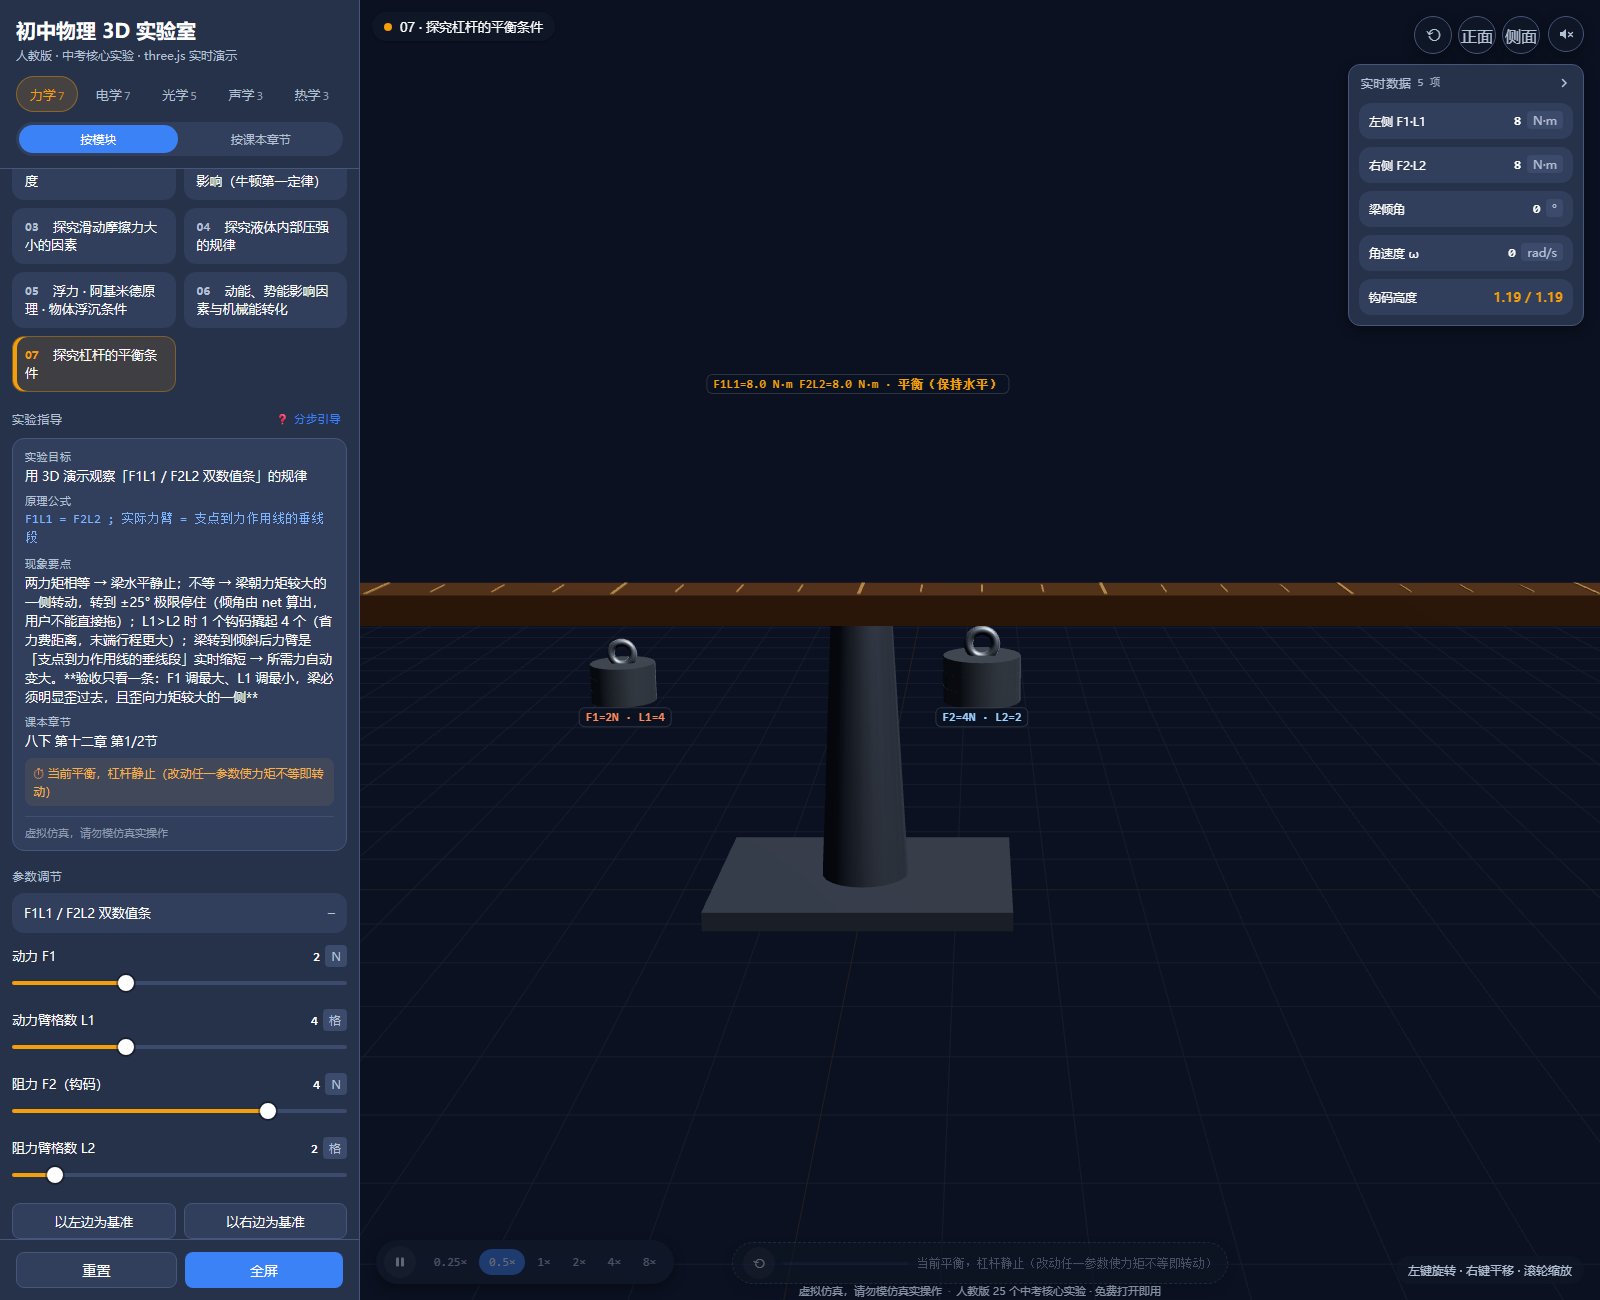 初中物理 3D 实验室
人教版 · 中考核心实验 · three.js 实时演示
力学 7
电学 7
光学 5
声学 3
热学 3
按模块
按课本章节
度
影响（牛顿第一定律）
03 探究滑动摩擦力大
小的因素
04 探究液体内部压强
的规律
05 浮力 · 阿基米德原
理 · 物体浮沉条件
06 动能、势能影响因
素与机械能转化
07 探究杠杆的平衡条
件
实验指导
❓ 分步引导
实验目标
用 3D 演示观察「F1L1 / F2L2 双数值条」的规律
原理公式
F1L1 = F2L2 ; 实际力臂 = 支点到力作用线的垂线
段
现象要点
两力矩相等 → 梁水平静止；不等 → 梁朝力矩较大的
一侧转动，转到 ±25° 极限停住（倾角由 net 算出，
用户不能直接拖）；L1>L2 时 1 个钩码撬起 4 个（省
力费距离，末端行程更大）；梁转到倾斜后力臂是
「支点到力作用线的垂线段」实时缩短 → 所需力自动
变大。**验收只看一条：F1 调最大、L1 调最小，梁必
须明显歪过去，且歪向力矩较大的一侧**
课本章节
八下 第十二章 第1/2节
⏱ 当前平衡，杠杆静止（改动任一参数使力矩不等即转
动）
虚拟仿真，请勿模仿真实操作
参数调节
F1L1 / F2L2 双数值条 −
动力 F1 2 N
动力臂格数 L1 4 格
阻力 F2（钩码） 4 N
阻力臂格数 L2 2 格
以左边为基准
以右边为基准
重置
全屏
07 · 探究杠杆的平衡条件
正面
侧面
实时数据 5 项
左侧 F1·L1 8 N·m
右侧 F2·L2 8 N·m
梁倾角 0 °
角速度 ω 0 rad/s
钩码高度 1.19 / 1.19
F1L1=8.0 N·m F2L2=8.0 N·m · 平衡（保持水平）
F1=2N · L1=4
F2=4N · L2=2
0.25×
0.5×
1×
2×
4×
8×
当前平衡，杠杆静止（改动任一参数使力矩不等即转动）
虚拟仿真，请勿模仿真实操作 · 人教版 25 个中考核心实验 · 免费打开即用
左键旋转 · 右键平移 · 滚轮缩放